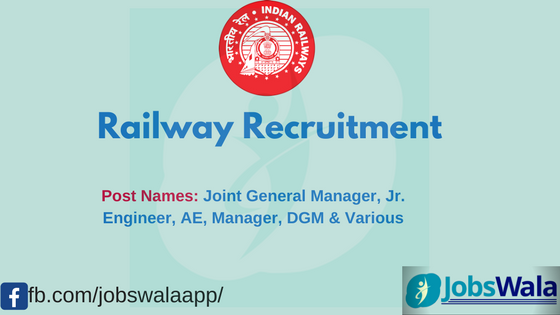 भारतीय रेल • INDIAN RAILWAYS
Railway Recruitment
Post Names: Joint General Manager, Jr.
Engineer, AE, Manager, DGM & Various
fb.com/jobswalaapp/
JobsWala